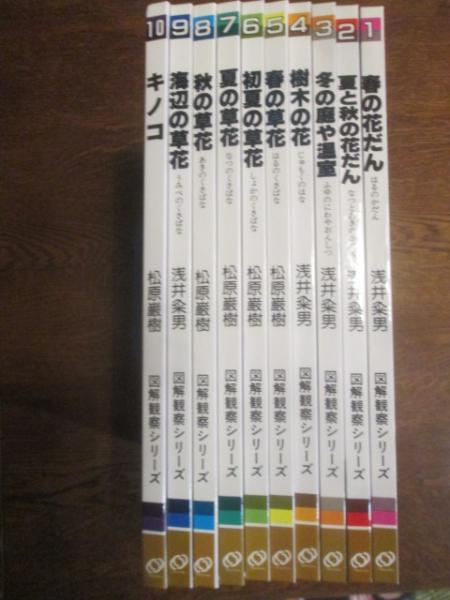 10
キノコ
松原巌樹
図解観察シリーズ
9
海辺の草花
うみべのくさばな
浅井粂男
図解観察シリーズ
8
秋の草花
あきのくさばな
松原巌樹
図解観察シリーズ
7
夏の草花
なつのくさばな
松原巌樹
図解観察シリーズ
6
初夏の草花
しょかのくさばな
松原巌樹
図解観察シリーズ
5
春の草花
はるのくさばな
松原巌樹
図解観察シリーズ
4
樹木の花
じゅもくのはな
浅井粂男
図解観察シリーズ
3
冬の庭や温室
ふゆのにわやおんしつ
浅井粂男
図解観察シリーズ
2
夏と秋の花だん
浅井粂男
図解観察シリーズ
1
春の花だん
はるのかだん
浅井粂男
図解観察シリーズ